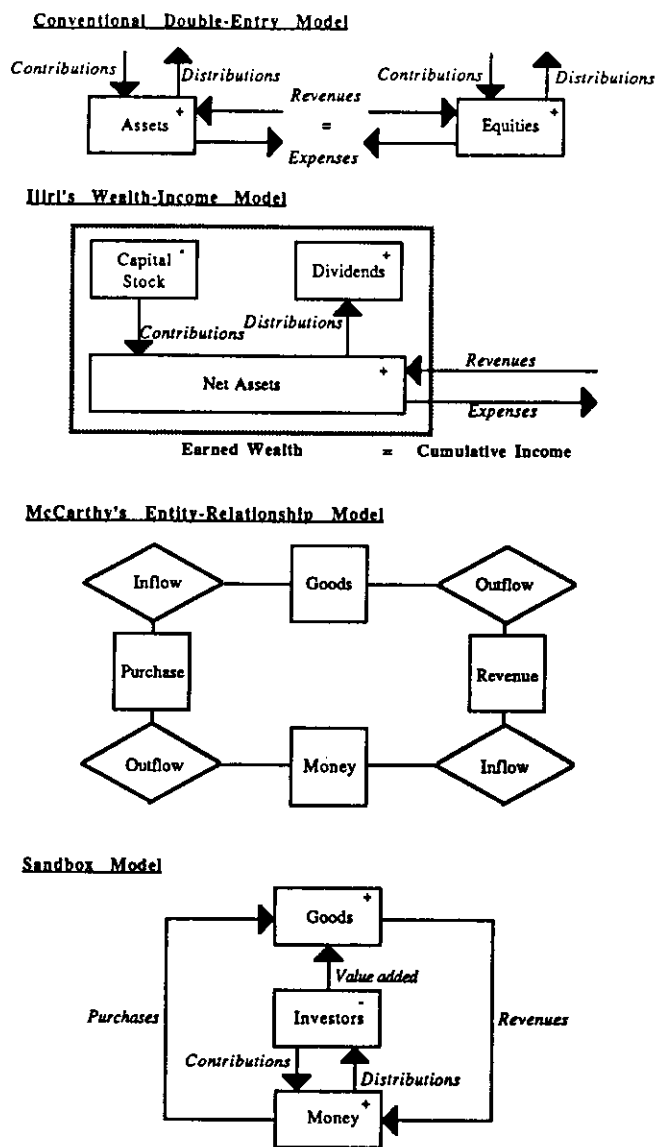 Conventional Double-Entry Model
Contributions Distributions Contributions Distributions
Revenues
+ +
Assets = Equities
Expenses
Ijiri's Wealth-Income Model
- +
Capital Dividends
Stock
Contributions Distributions
Revenues
+
Net Assets
Expenses
Earned Wealth = Cumulative Income
McCarthy's Entity-Relationship Model
Inflow Goods Outflow
Purchase Revenue
Outflow Money Inflow
Sandbox Model
+
Goods
Value added
-
Purchases Investors Revenues
Contributions Distributions
+
Money